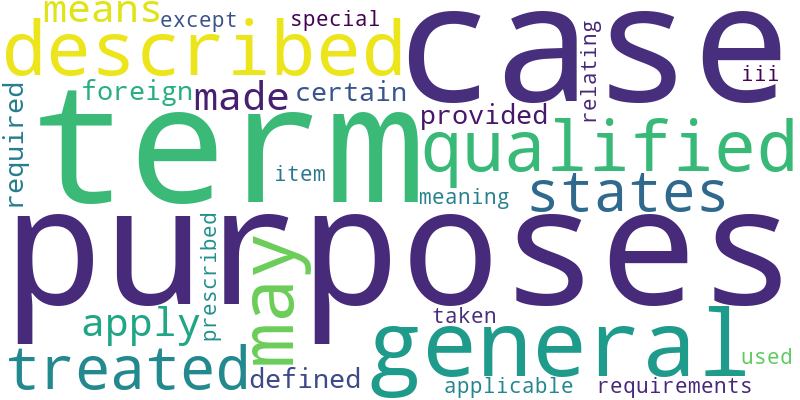 means
except
special
case
described
iii
relating
foreign
made
certain
term
provided
required
qualified
item
meaning
states
purposes
prescribed
may
apply
taken
general
treated
defined
used
applicable
requirements